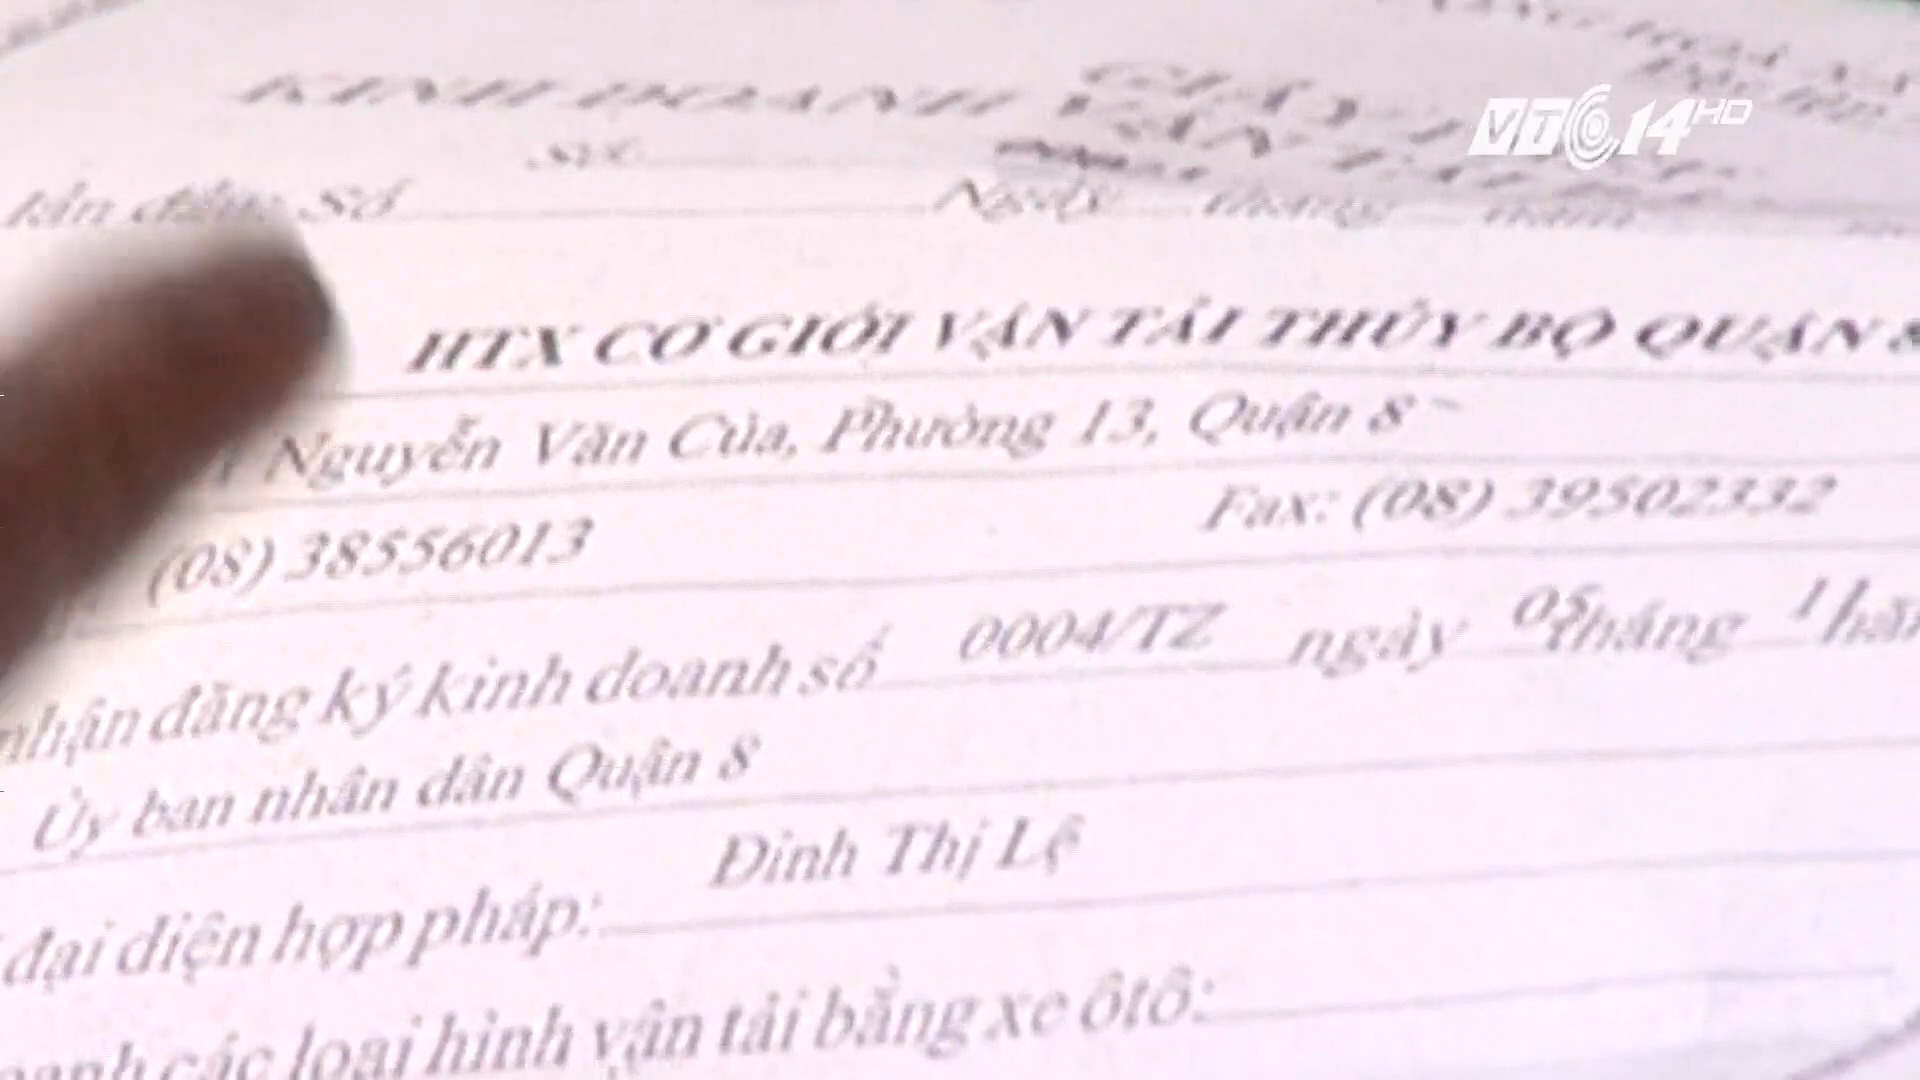 VTC14 HD
KINH DOANH
Số
Ngày tháng năm
HTX CƠ GIỚI VẬN TẢI THỦY BỘ QUẬN 8
Nguyễn Văn Của, Phường 13, Quận 8
(08) 38556013 Fax: (08) 39502332
nhận đăng ký kinh doanh số 0004/TZ ngày 05 tháng 11
Ủy ban nhân dân Quận 8
đại diện hợp pháp: Đinh Thị Lệ
các loại hình vận tải bằng xe ôtô: